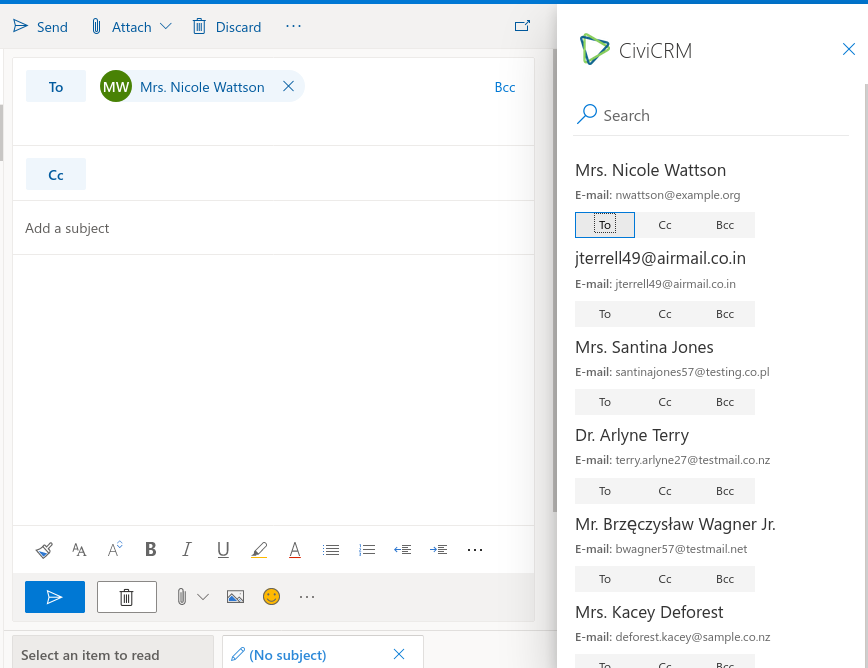 Send
Attach
Discard
To
MW
Mrs. Nicole Wattson
Bcc
Cc
Add a subject
Select an item to read
(No subject)
CiviCRM
Search
Mrs. Nicole Wattson
E-mail: nwattson@example.org
To Cc Bcc
jterrell49@airmail.co.in
E-mail: jterrell49@airmail.co.in
To Cc Bcc
Mrs. Santina Jones
E-mail: santinajones57@testing.co.pl
To Cc Bcc
Dr. Arlyne Terry
E-mail: terry.arlyne27@testmail.co.nz
To Cc Bcc
Mr. Brzęczysław Wagner Jr.
E-mail: bwagner57@testmail.net
To Cc Bcc
Mrs. Kacey Deforest
E-mail: deforest.kacey@sample.co.nz
To Cc Bcc